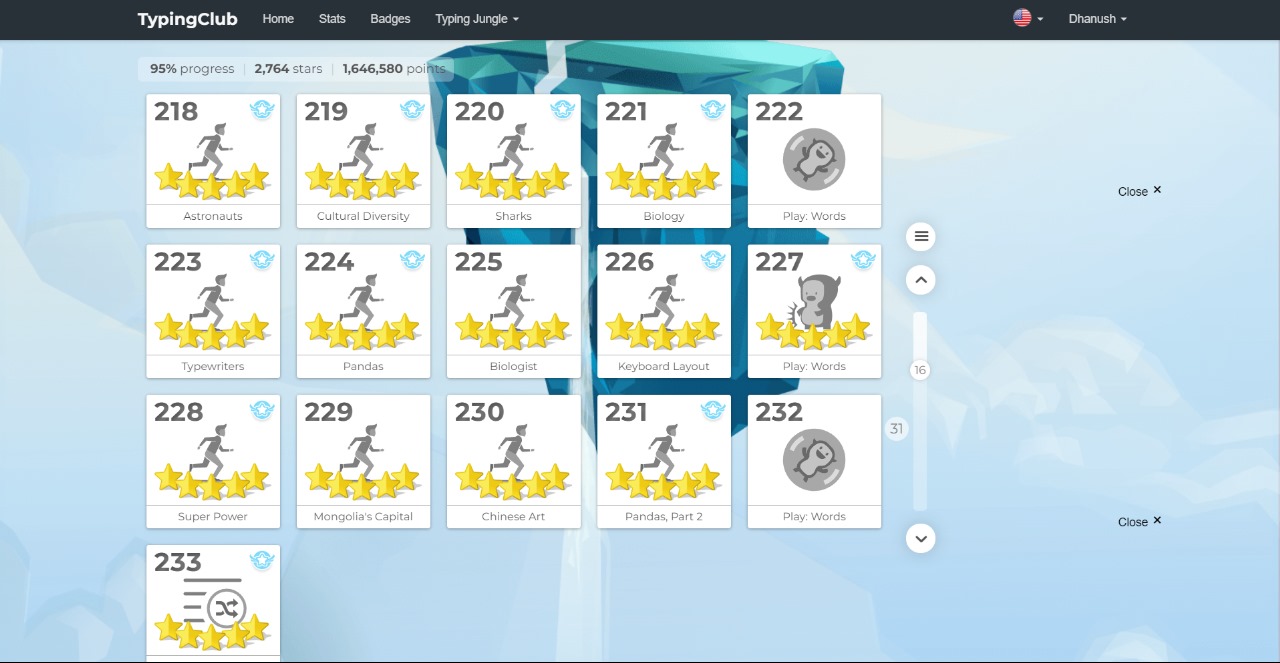 TypingClub Home Stats Badges Typing Jungle Dhanush
95% progress 2,764 stars 1,646,580 points
218 219 220 221 222
Astronauts Cultural Diversity Sharks Biology Play: Words
Close ×
223 224 225 226 227
Typewriters Pandas Biologist Keyboard Layout Play: Words
16
228 229 230 231 232
31
Super Power Mongolia's Capital Chinese Art Pandas, Part 2 Play: Words
Close ×
233